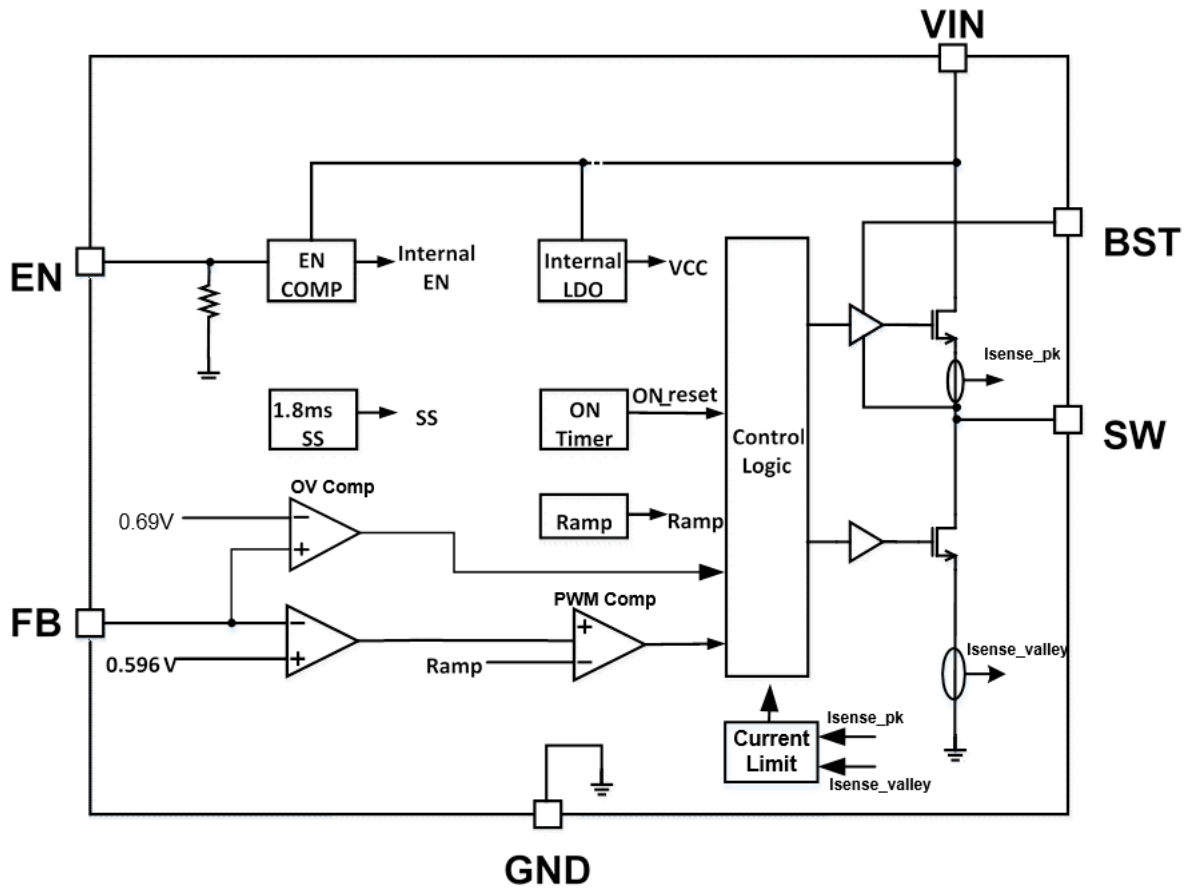 VIN
BST
EN
EN
COMP
Internal
EN
Internal
LDO
VCC
Isense_pk
1.8ms
SS
SS
ON
Timer
ON_reset
Control
Logic
SW
OV Comp
0.69V
−
+
Ramp
Ramp
FB
−
0.596 V
+
PWM Comp
+
Ramp
−
Isense_valley
Current
Limit
Isense_pk
Isense_valley
GND